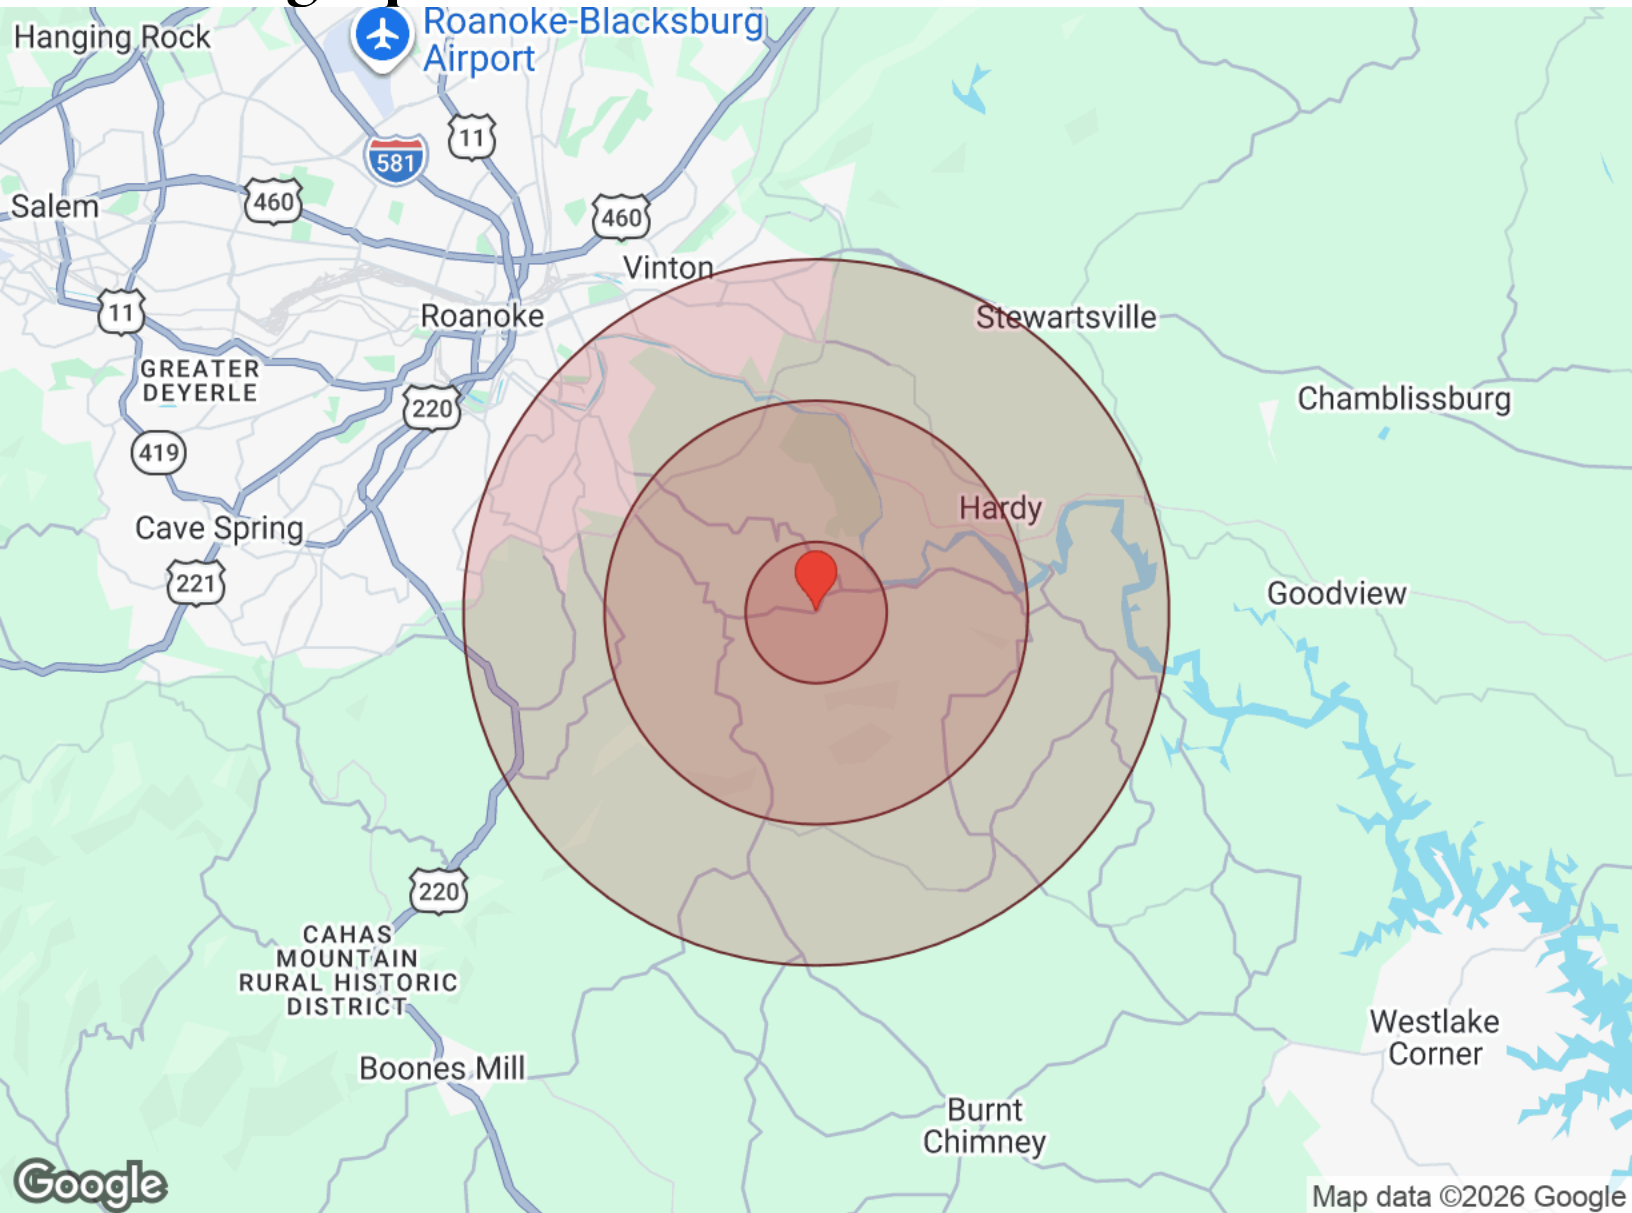 Hanging Rock
Roanoke-Blacksburg
Airport
11
581
460
Salem
460
Vinton
11
Roanoke
Stewartsville
GREATER
DEYERLE
220
Chamblissburg
419
Hardy
Cave Spring
221
Goodview
220
CAHAS
MOUNTAIN
RURAL HISTORIC
DISTRICT
Westlake
Corner
Boones Mill
Burnt
Chimney
Google
Map data ©2026 Google